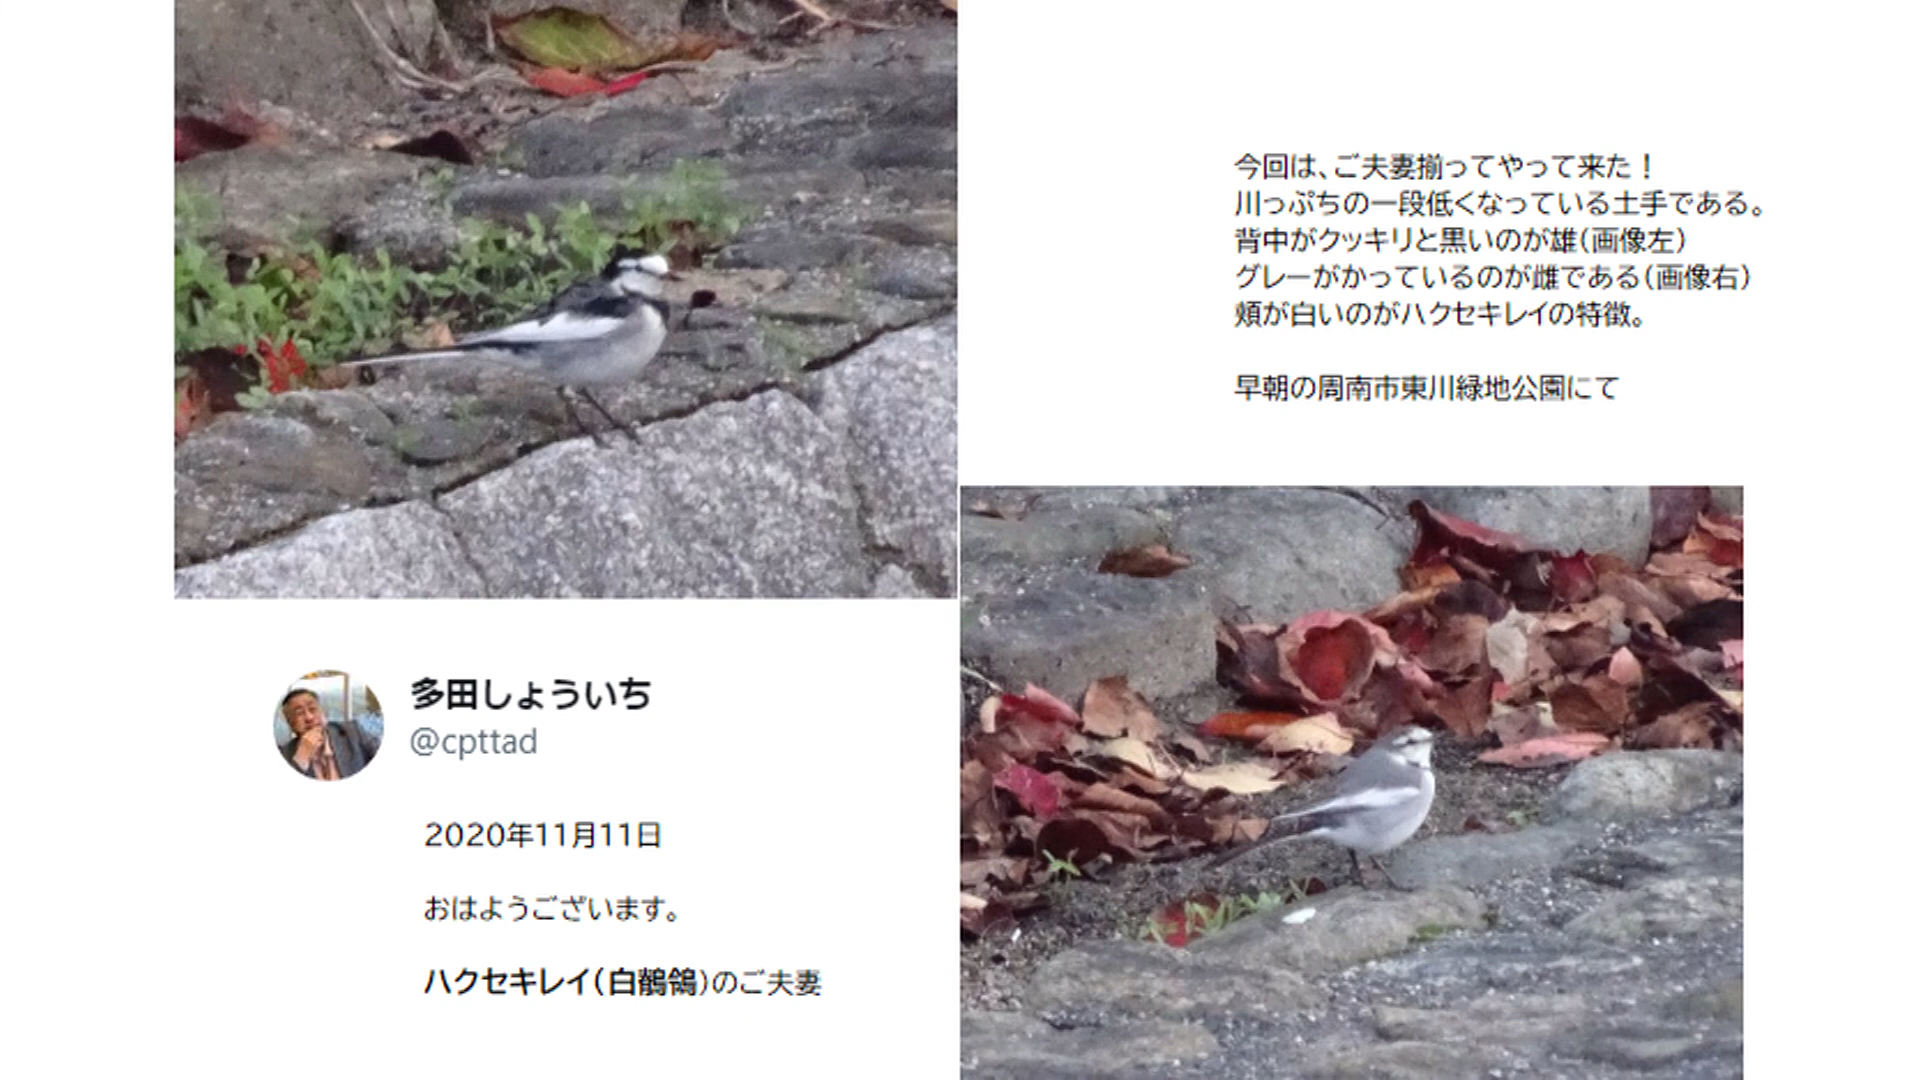 今回は、ご夫妻揃ってやって来た！
川っぷちの一段低くなっている土手である。
背中がクッキリと黒いのが雄（画像左）
グレーがかっているのが雌である（画像右）
頬が白いのがハクセキレイの特徴。
早朝の周南市東川緑地公園にて
多田しょういち
@cpttad
2020年11月11日
おはようございます。
ハクセキレイ（白鶺鴒）のご夫妻